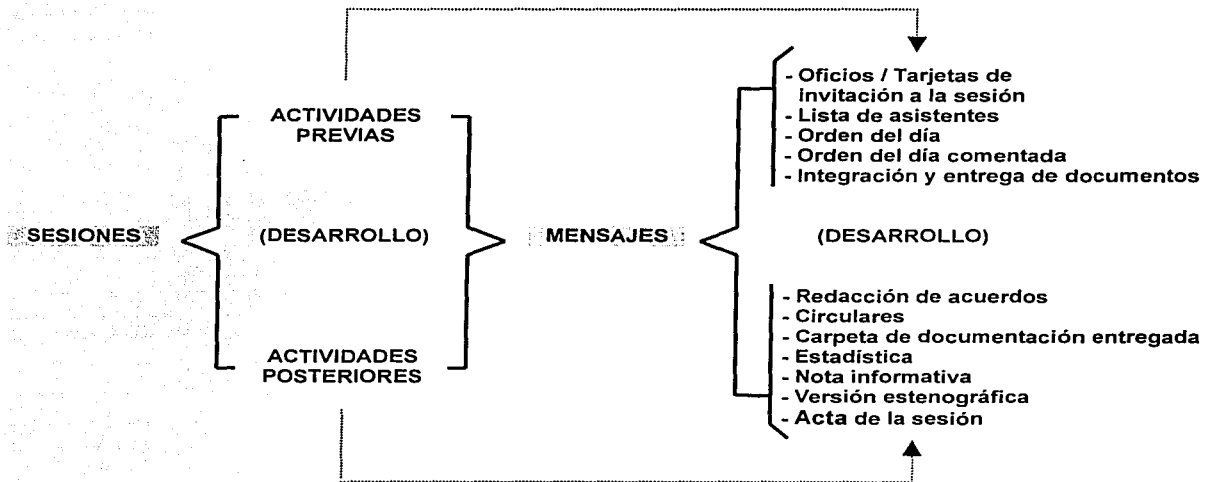 SESIONES
ACTIVIDADES
PREVIAS
(DESARROLLO)
ACTIVIDADES
POSTERIORES
MENSAJES
- Oficios / Tarjetas de
invitación a la sesión
- Lista de asistentes
- Orden del día
- Orden del día comentada
- Integración y entrega de documentos
(DESARROLLO)
- Redacción de acuerdos
- Circulares
- Carpeta de documentación entregada
- Estadística
- Nota informativa
- Versión estenográfica
- Acta de la sesión